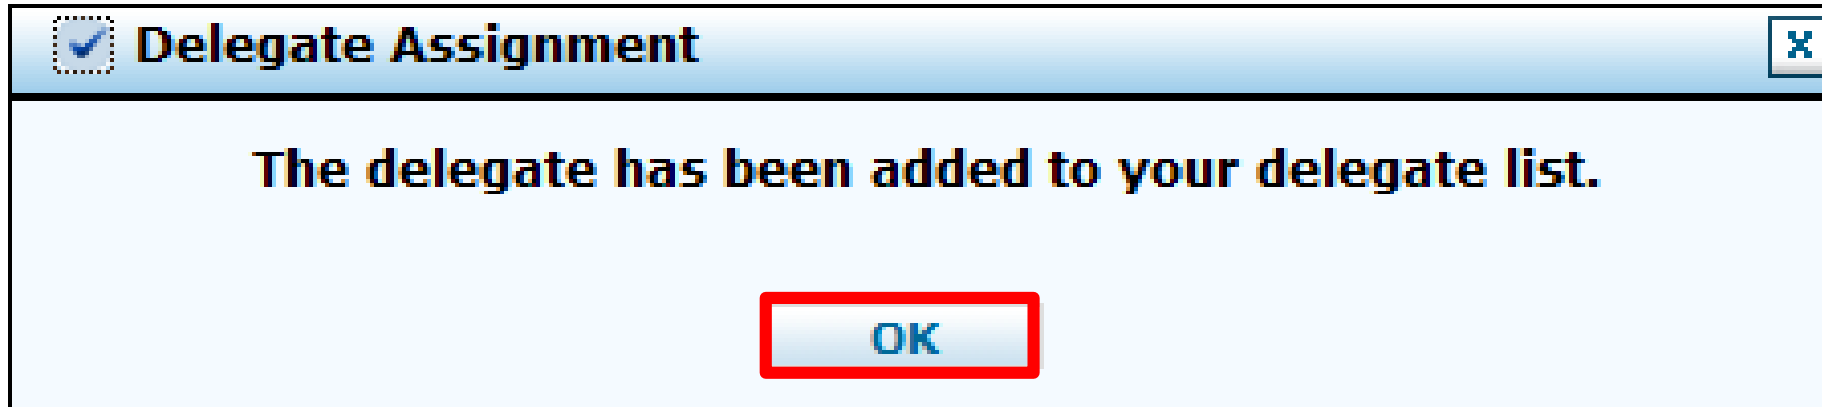 Delegate Assignment
X
The delegate has been added to your delegate list.
OK